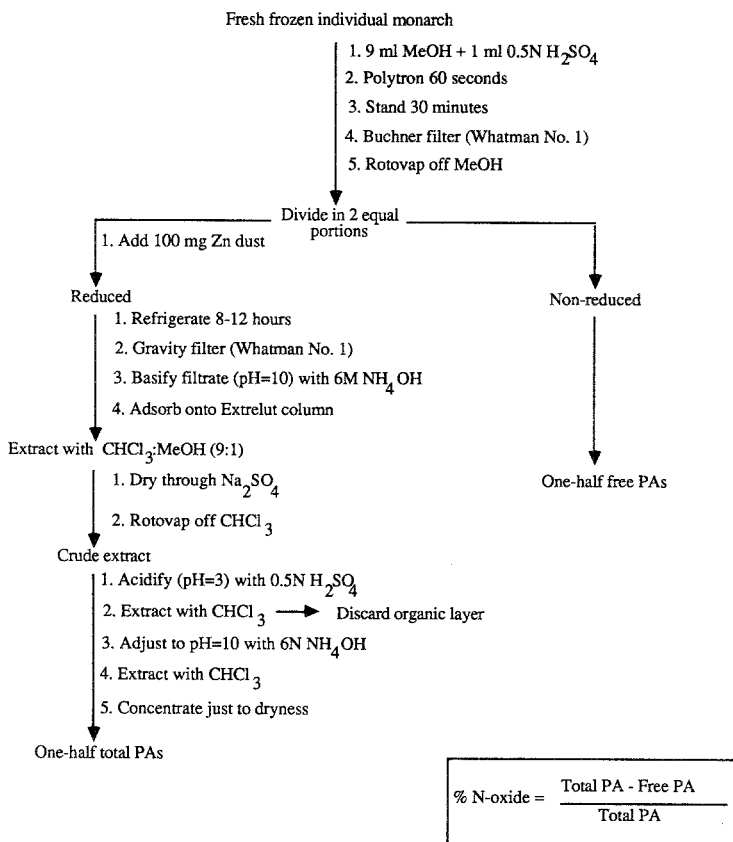 Fresh frozen individual monarch
1. 9 ml MeOH + 1 ml 0.5N H2SO4
2. Polytron 60 seconds
3. Stand 30 minutes
4. Buchner filter (Whatman No. 1)
5. Rotovap off MeOH
Divide in 2 equal
portions
1. Add 100 mg Zn dust
Reduced
Non-reduced
1. Refrigerate 8-12 hours
2. Gravity filter (Whatman No. 1)
3. Basify filtrate (pH=10) with 6M NH4OH
4. Adsorb onto Extrelut column
Extract with CHCl3:MeOH (9:1)
1. Dry through Na2SO4
2. Rotovap off CHCl3
One-half free PAs
Crude extract
1. Acidify (pH=3) with 0.5N H2SO4
2. Extract with CHCl3 → Discard organic layer
3. Adjust to pH=10 with 6N NH4OH
4. Extract with CHCl3
5. Concentrate just to dryness
One-half total PAs
% N-oxide =
Total PA - Free PA
Total PA